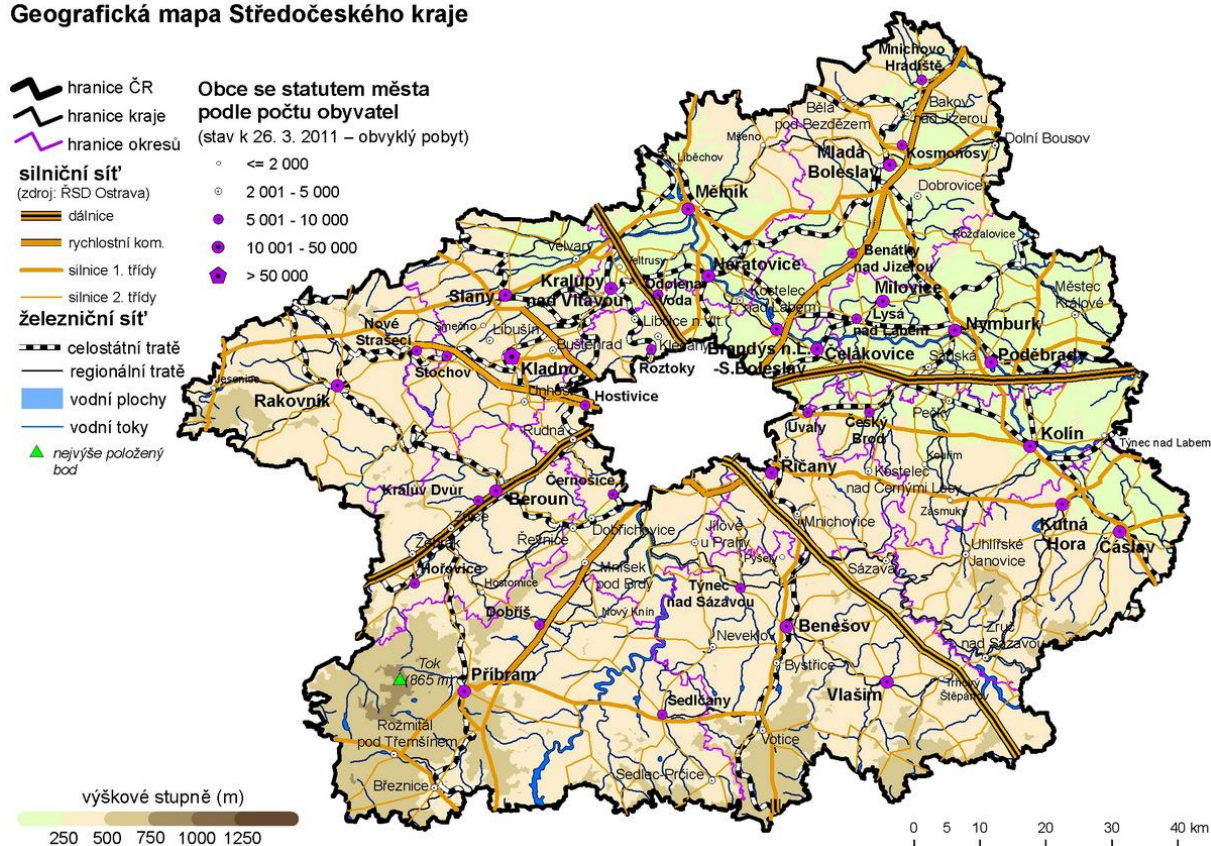 Geografická mapa Středočeského kraje
hranice ČR
hranice kraje
hranice okresů
silniční síť
(zdroj: ŘSD Ostrava)
dálnice
rychlostní kom.
silnice 1. třídy
silnice 2. třídy
železniční síť
celostátní tratě
regionální tratě
vodní plochy
vodní toky
nejvýše položený
bod
Obce se statutem města
podle počtu obyvatel
(stav k 26. 3. 2011 – obvyklý pobyt)
<= 2 000
2 001 - 5 000
5 001 - 10 000
10 001 - 50 000
> 50 000
Mnichovo
Hradiště
Bělá
pod Bezdězem
Bakov
nad Jizerou
Dolní Bousov
Mšeno
Kosmonosy
Mladá
Boleslav
Liběchov
Dobrovice
Mělník
Rožďalovice
Velvary
Veltrusy
Benátky
nad Jizerou
Neratovice
Kralupy
nad Vltavou
Odolena
Voda
Kostelec
nad Labem
Milovice
Městec
Králové
Slaný
Lysá
nad Labem
Nymburk
Smečno
Libušín
Libčice n. Vlt.
Nové
Strašecí
Buštěhrad
Klecany
Brandýs n.L.
-S.Boleslav
Čelákovice
Sadská
Poděbrady
Stochov
Kladno
Roztoky
Jesenice
Rakovník
Unhošť
Hostivice
Pečky
Úvaly
Český
Brod
Kolín
Týnec nad Labem
Rudná
Kouřim
Říčany
Kostelec
nad Černými Lesy
Černošice
Králův Dvůr
Beroun
Zásmuky
Kutná
Hora
Čáslav
Mnichovice
Zdice
Řevnice
Dobřichovice
Jílové
u Prahy
Žebrák
Pyšely
Sázava
Uhlířské
Janovice
Hořovice
Hostomice
Mníšek
pod Brdy
Týnec
nad Sázavou
Dobříš
Nový Knín
Benešov
Neveklov
Zruč
nad Sázavou
Tok
(865 m)
Příbram
Bystřice
Vlašim
Trhový
Štěpánov
Sedlčany
Rožmitál
pod Třemšínem
Votice
Březnice
Sedlec-Prčice
výškové stupně (m)
250 500 750 1000 1250
0 5 10 20 30 40 km